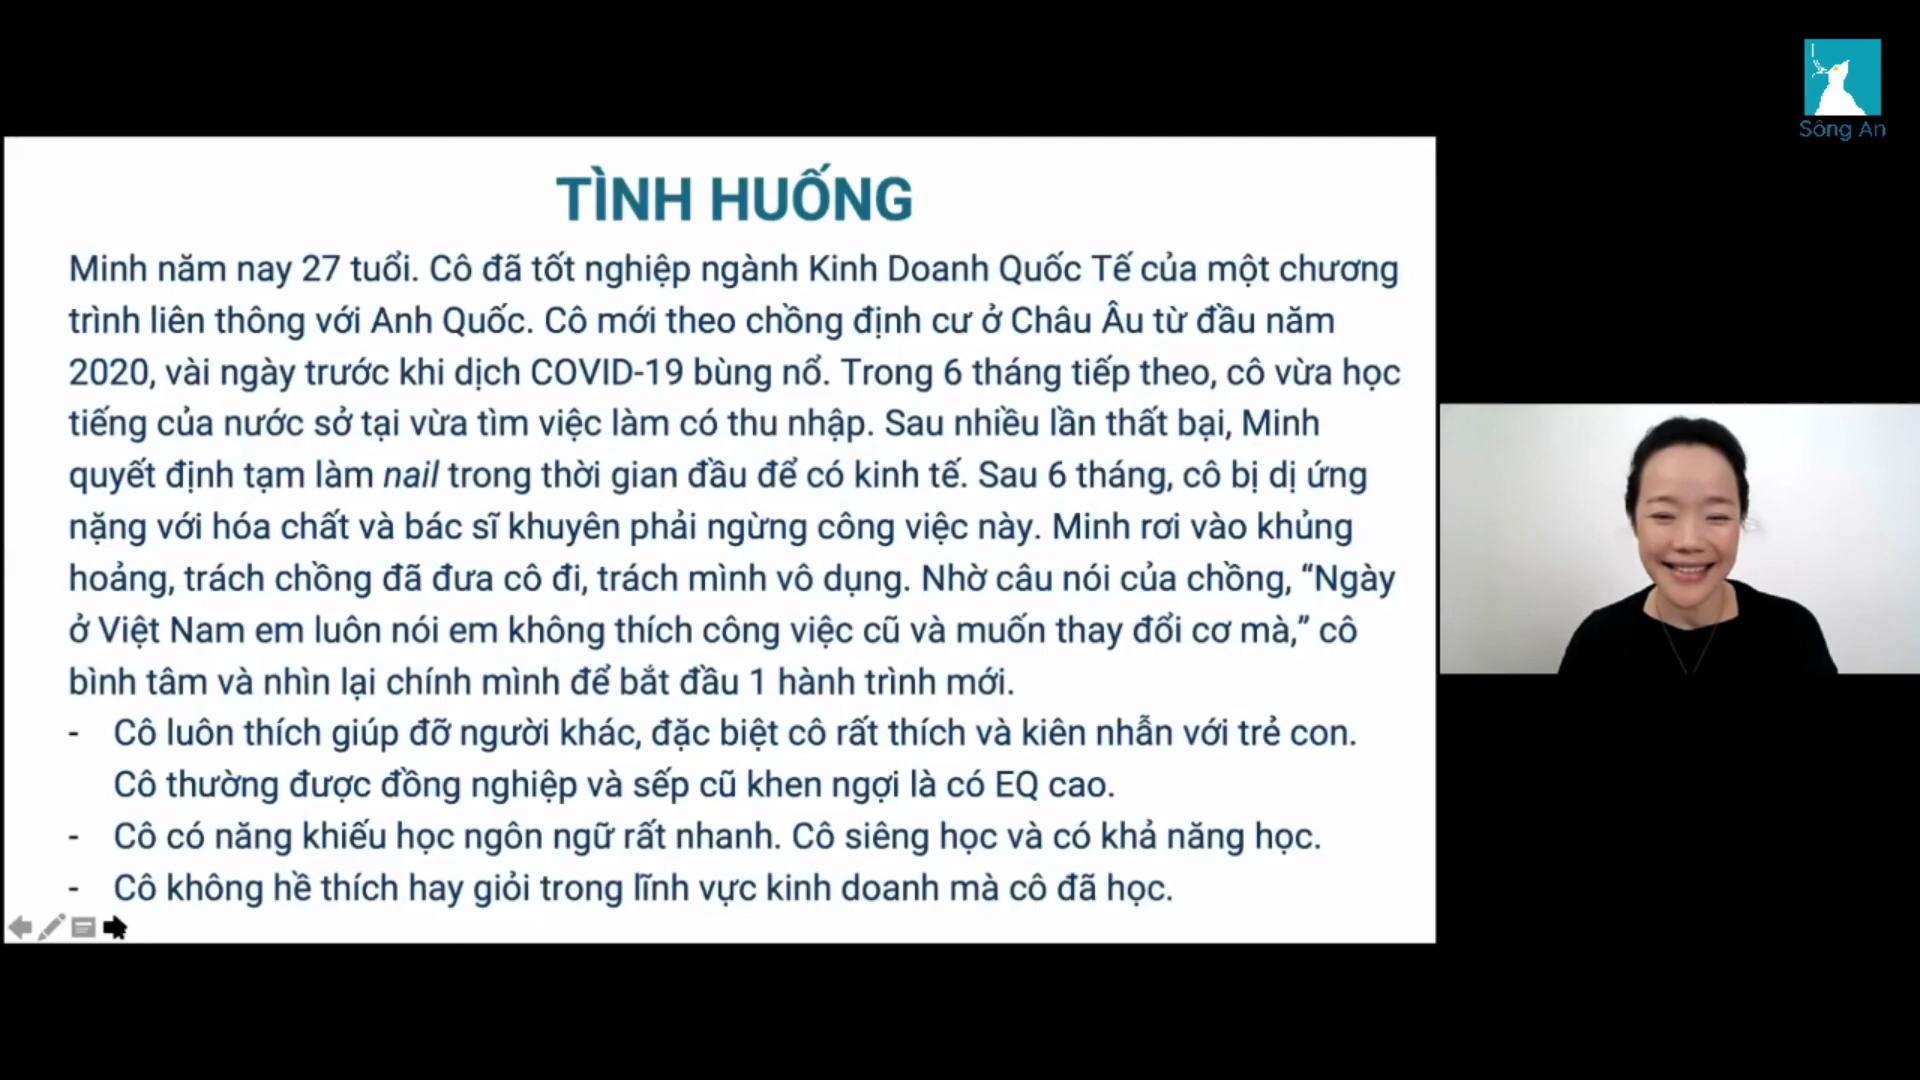 Sông An
TÌNH HUỐNG
Minh năm nay 27 tuổi. Cô đã tốt nghiệp ngành Kinh Doanh Quốc Tế của một chương
trình liên thông với Anh Quốc. Cô mới theo chồng định cư ở Châu Âu từ đầu năm
2020, vài ngày trước khi dịch COVID-19 bùng nổ. Trong 6 tháng tiếp theo, cô vừa học
tiếng của nước sở tại vừa tìm việc làm có thu nhập. Sau nhiều lần thất bại, Minh
quyết định tạm làm nail trong thời gian đầu để có kinh tế. Sau 6 tháng, cô bị dị ứng
nặng với hóa chất và bác sĩ khuyên phải ngừng công việc này. Minh rơi vào khủng
hoảng, trách chồng đã đưa cô đi, trách mình vô dụng. Nhờ câu nói của chồng, “Ngày
ở Việt Nam em luôn nói em không thích công việc cũ và muốn thay đổi cơ mà,” cô
bình tâm và nhìn lại chính mình để bắt đầu 1 hành trình mới.
- Cô luôn thích giúp đỡ người khác, đặc biệt cô rất thích và kiên nhẫn với trẻ con.
Cô thường được đồng nghiệp và sếp cũ khen ngợi là có EQ cao.
- Cô có năng khiếu học ngôn ngữ rất nhanh. Cô siêng học và có khả năng học.
- Cô không hề thích hay giỏi trong lĩnh vực kinh doanh mà cô đã học.